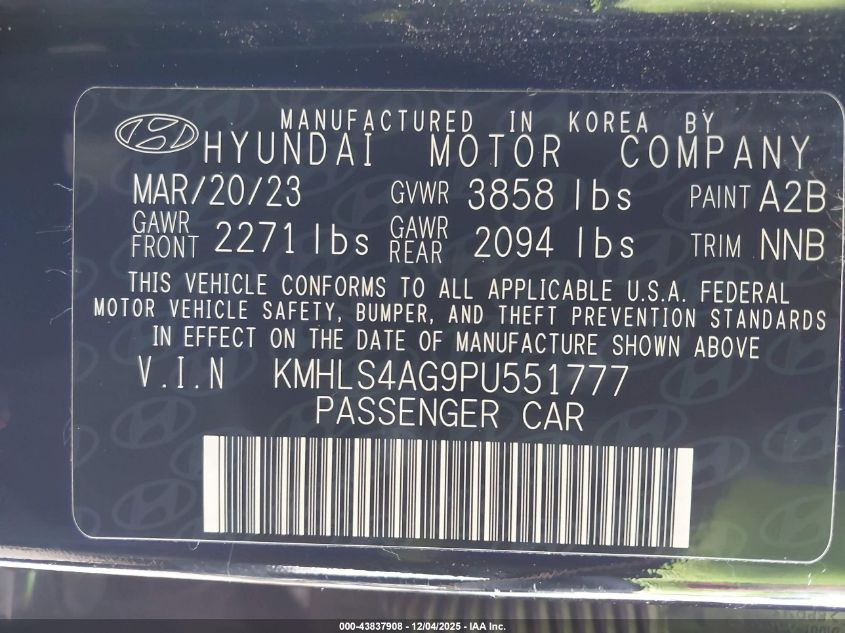 MANUFACTURED IN KOREA BY
HYUNDAI MOTOR COMPANY
MAR/20/23 GVWR 3858 lbs PAINT A2B
GAWR FRONT 2271 lbs GAWR REAR 2094 lbs TRIM NNB
THIS VEHICLE CONFORMS TO ALL APPLICABLE U.S.A. FEDERAL
MOTOR VEHICLE SAFETY, BUMPER, AND THEFT PREVENTION STANDARDS
IN EFFECT ON THE DATE OF MANUFACTURE SHOWN ABOVE
V.I.N KMHLS4AG9PU551777
PASSENGER CAR
000-43837908 - 12/04/2025 - IAA Inc.